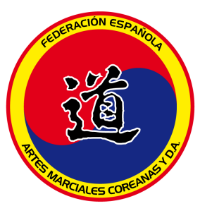 FEDERACIÓN ESPAÑOLA
道
ARTES MARCIALES COREANAS Y D.A.